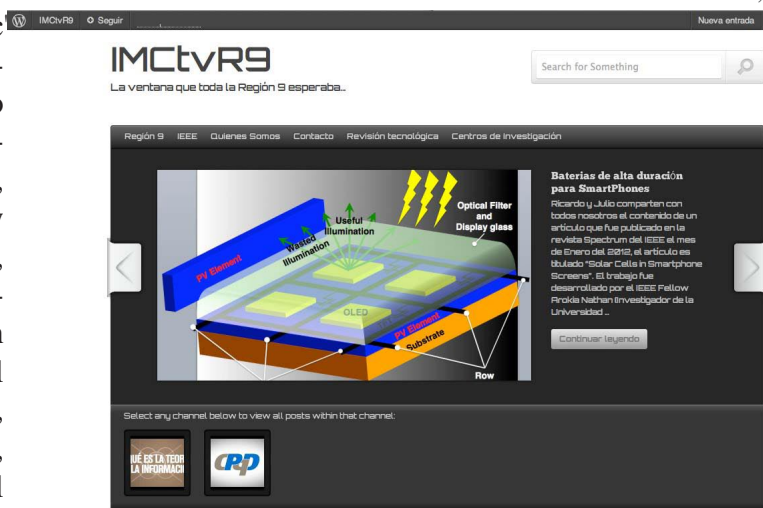 IMCtvR9 Seguir Nueva entrada
IMCtvR9
La ventana que toda la Región 9 esperaba...
Search for Something
Región 9 IEEE Quienes Somos Contacto Revisión tecnológica Centros de investigación
Optical Filter
and
Display glass
Useful
Illumination
Wasted
Illumination
PV Element
OLED
PV Element
Substrate
Row
Baterias de alta duración
para SmartPhones
Ricardo y Julio comparten con
todos nosotros el contenido de un
artículo que fue publicado en la
revista Spectrum del IEEE el mes
de Enero del 2012, el artículo es
titulado "Solar Cells in Smartphone
Screens". El trabajo fue
desarrollado por el IEEE Fellow
Arokia Nathan (investigador de la
Universidad ...
Continuar leyendo
Select any channel below to view all posts within that channel:
QUÉ ES LA TEOR
LA INFORMACI